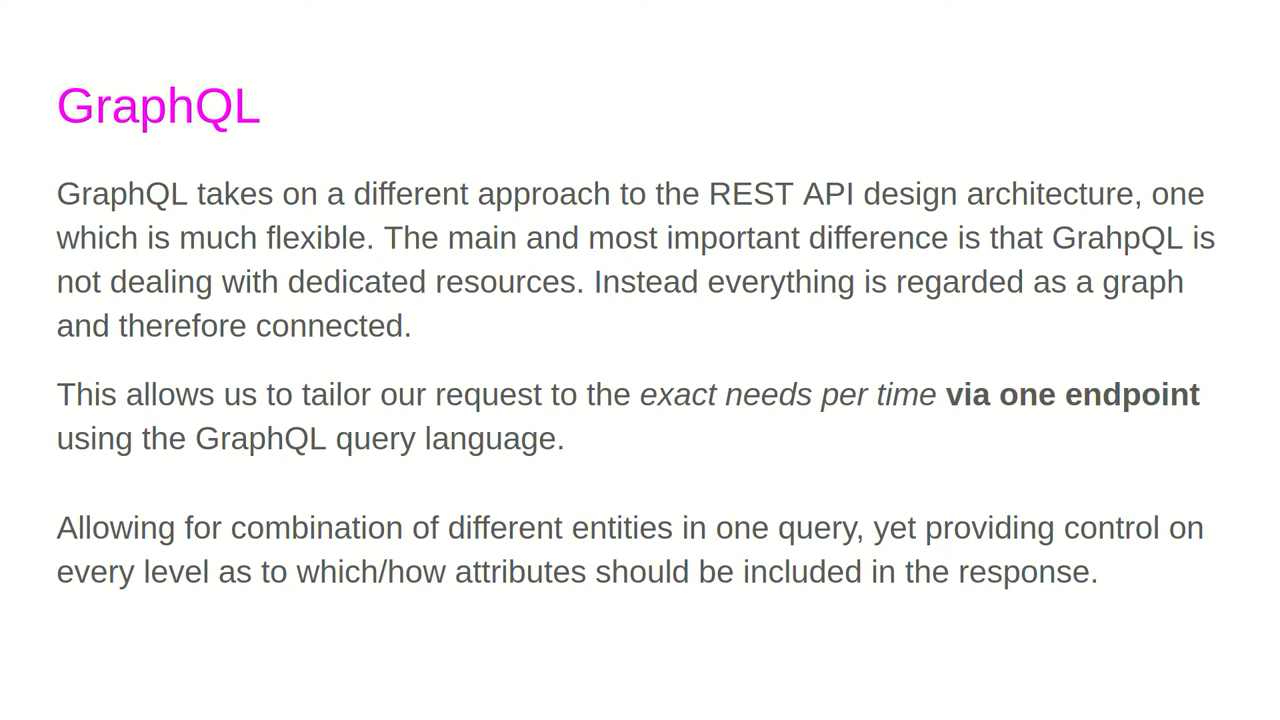 GraphQL
GraphQL takes on a different approach to the REST API design architecture, one
which is much flexible. The main and most important difference is that GrahpQL is
not dealing with dedicated resources. Instead everything is regarded as a graph
and therefore connected.
This allows us to tailor our request to the exact needs per time via one endpoint
using the GraphQL query language.
Allowing for combination of different entities in one query, yet providing control on
every level as to which/how attributes should be included in the response.